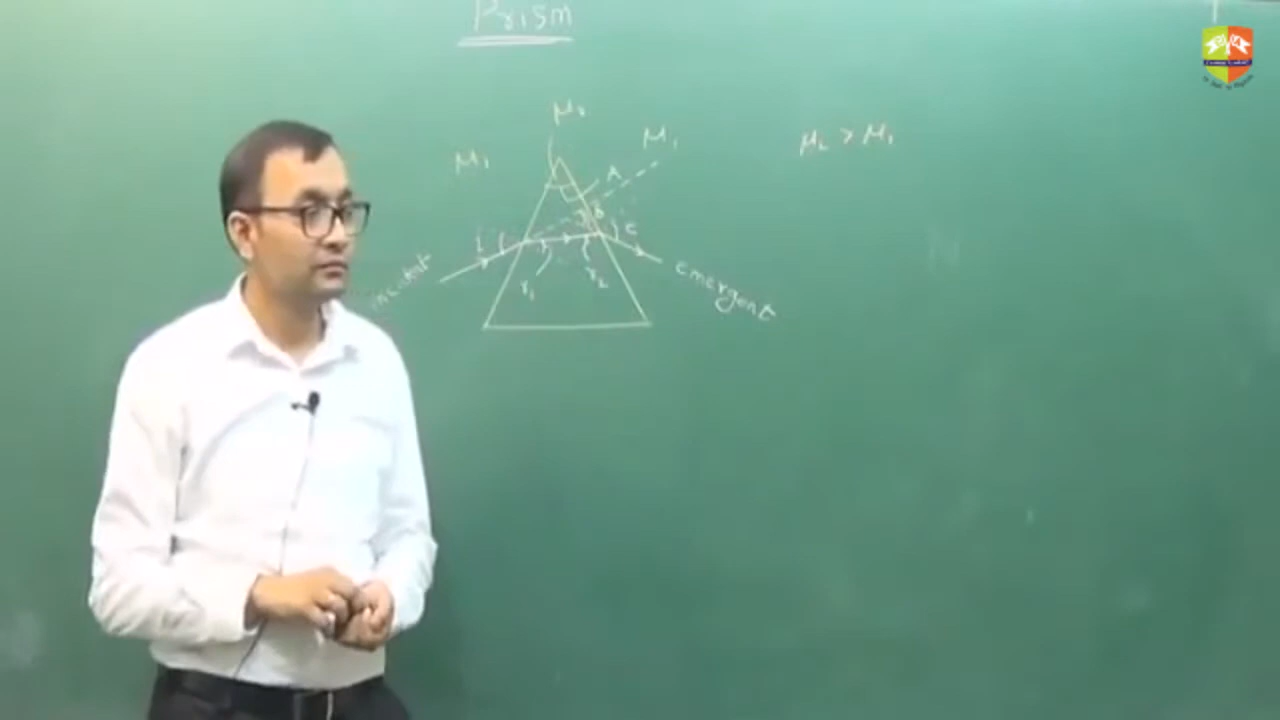 Prism
μ₂
μ₁
μ₁
μ₂ > μ₁
A
i
δ
e
r₁
r₂
incident
emergent